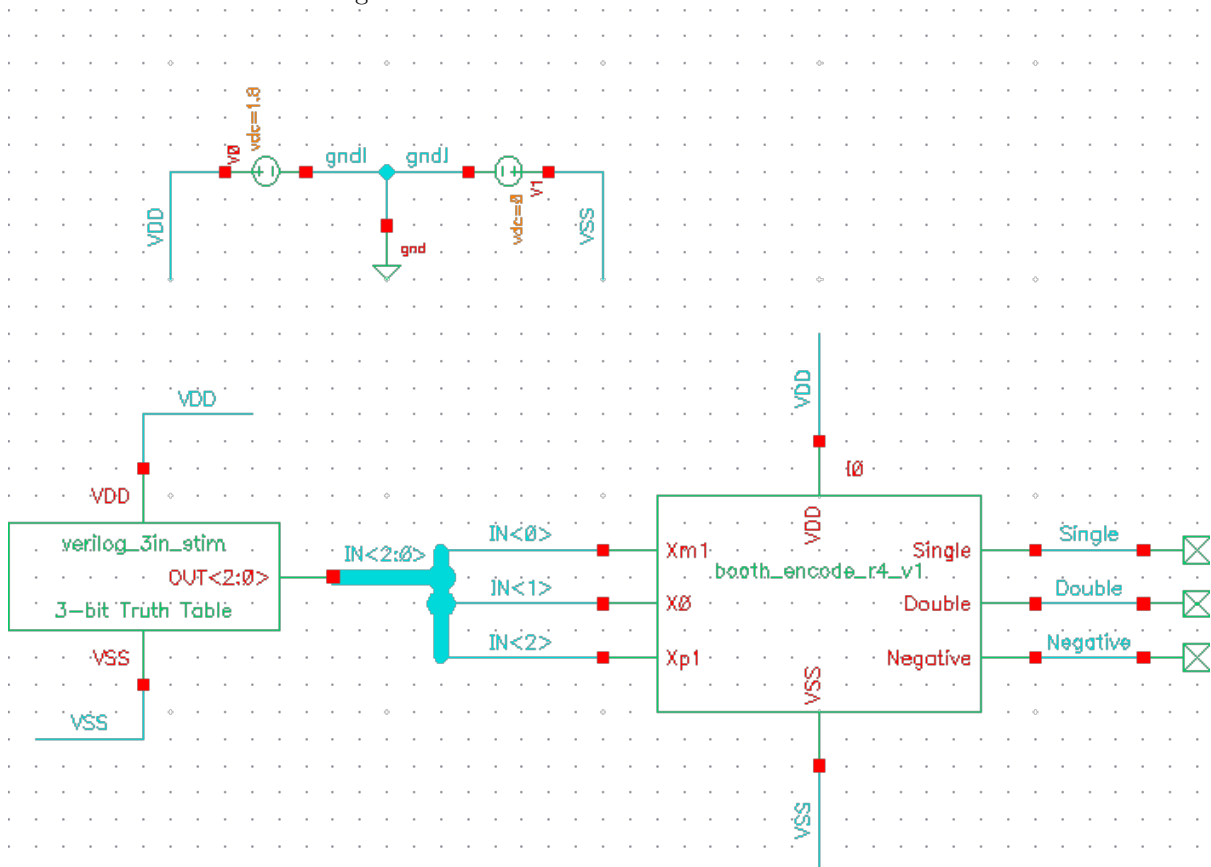 vdc=1.8
V0
gnd!
gnd!
V1
vdc=0
VDD
VSS
gnd
VDD
VDD
VDD
verilog_3in_stim
OUT<2:0>
3-bit Truth Table
VSS
VSS
IN<2:0>
IN<0>
IN<1>
IN<2>
VDD
Xm1
X0
Xp1
booth_encode_r4_v1
Single
Double
Negative
VSS
VSS
Single
Double
Negative